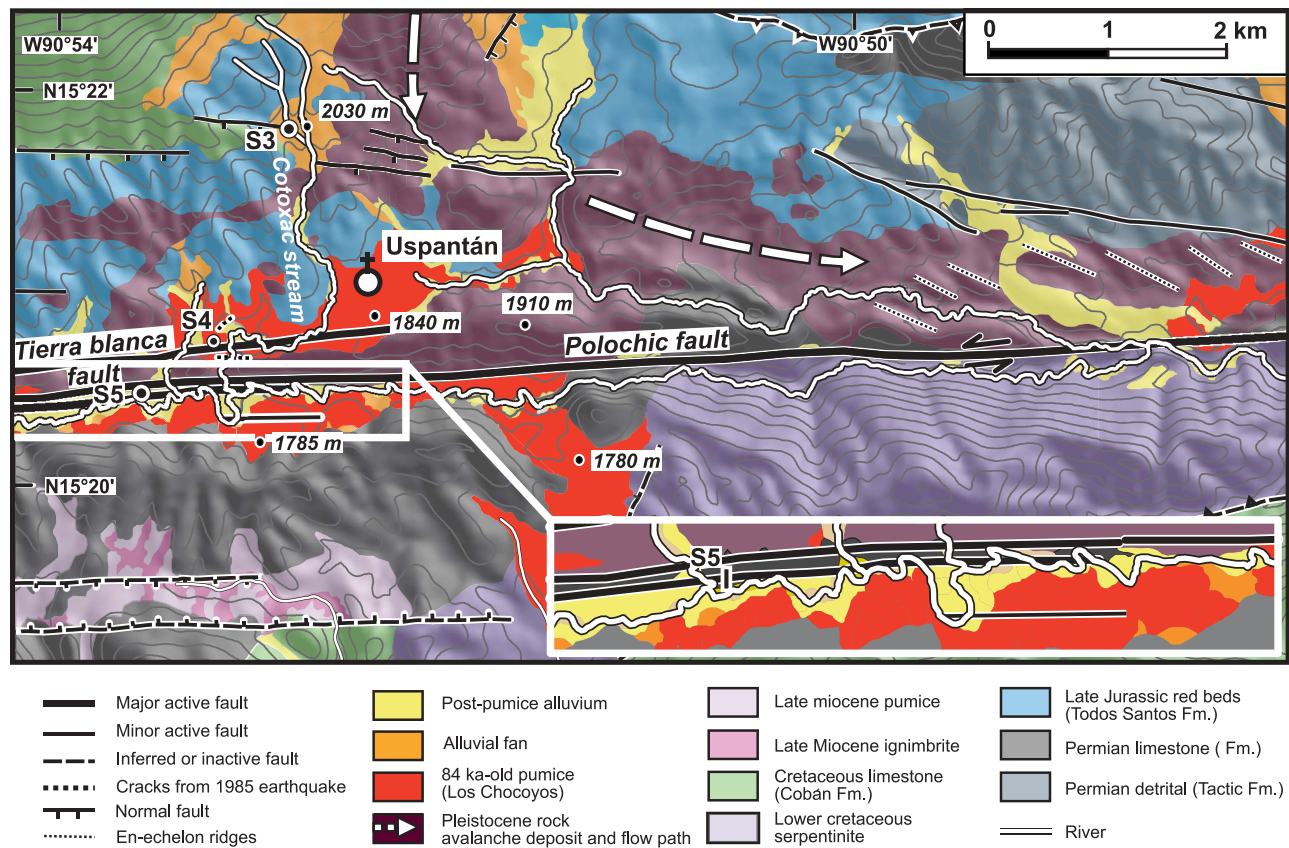 W90°54'
W90°50'
0 1 2 km
N15°22'
2030 m
S3
Cotoxac stream
Uspantán
1910 m
S4
1840 m
Tierra blanca
fault
Polochic fault
S5
1785 m
1780 m
N15°20'
S5
Major active fault
Minor active fault
Inferred or inactive fault
Cracks from 1985 earthquake
Normal fault
En-echelon ridges
Post-pumice alluvium
Alluvial fan
84 ka-old pumice
(Los Chocoyos)
Pleistocene rock
avalanche deposit and flow path
Late miocene pumice
Late Miocene ignimbrite
Cretaceous limestone
(Cobán Fm.)
Lower cretaceous
serpentinite
Late Jurassic red beds
(Todos Santos Fm.)
Permian limestone ( Fm.)
Permian detrital (Tactic Fm.)
River